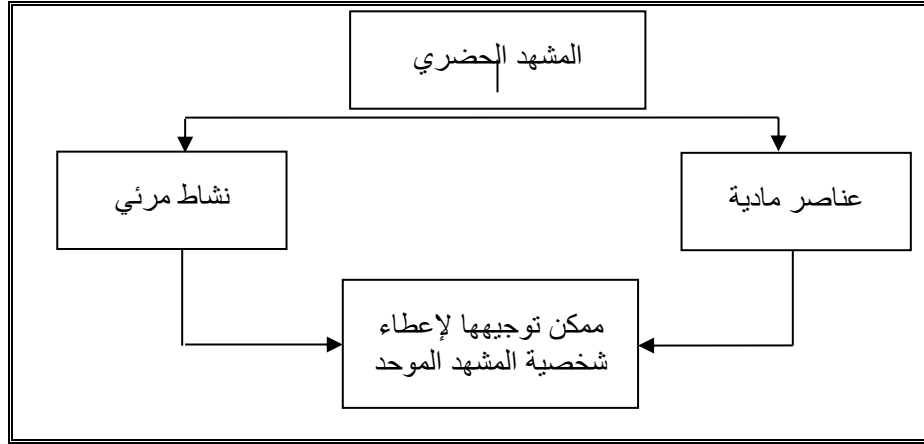 المشهد الحضري
عناصر مادية
نشاط مرئي
ممكن توجيهها لإعطاء
شخصية المشهد الموحد